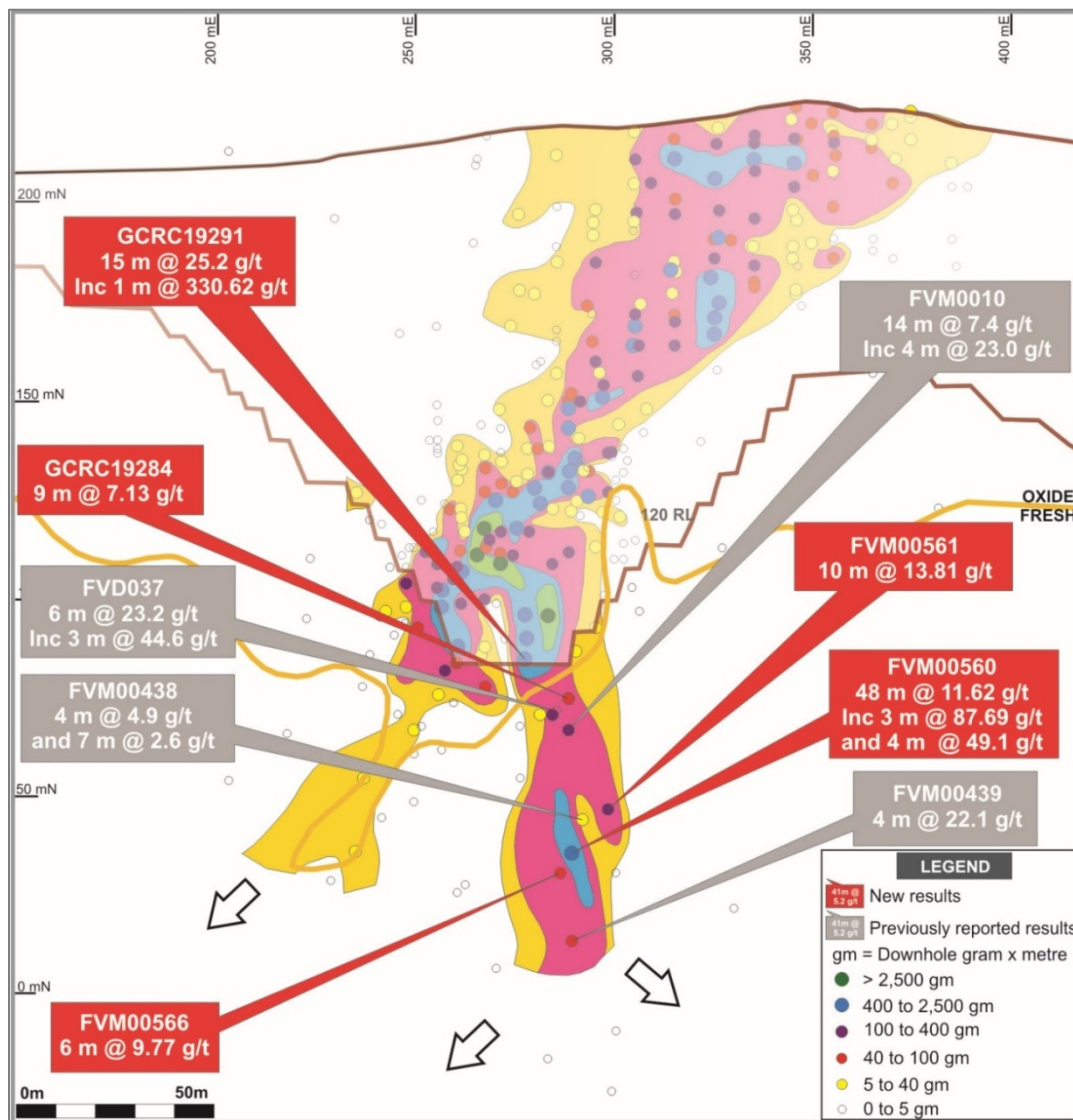 200 mE
250 mE
300 mE
350 mE
400 mE
200 mN
GCRC19291
15 m @ 25.2 g/t
Inc 1 m @ 330.62 g/t
FVM0010
14 m @ 7.4 g/t
Inc 4 m @ 23.0 g/t
150 mN
GCRC19284
9 m @ 7.13 g/t
120 RL
OXIDE
FRESH
FVM00561
10 m @ 13.81 g/t
FVD037
6 m @ 23.2 g/t
Inc 3 m @ 44.6 g/t
FVM00560
48 m @ 11.62 g/t
Inc 3 m @ 87.69 g/t
and 4 m @ 49.1 g/t
FVM00438
4 m @ 4.9 g/t
and 7 m @ 2.6 g/t
50 mN
FVM00439
4 m @ 22.1 g/t
LEGEND
41m @
5.2 g/t
New results
41m @
5.2 g/t
Previously reported results
gm = Downhole gram x metre
> 2,500 gm
400 to 2,500 gm
100 to 400 gm
40 to 100 gm
5 to 40 gm
0 to 5 gm
0 mN
FVM00566
6 m @ 9.77 g/t
0m
50m